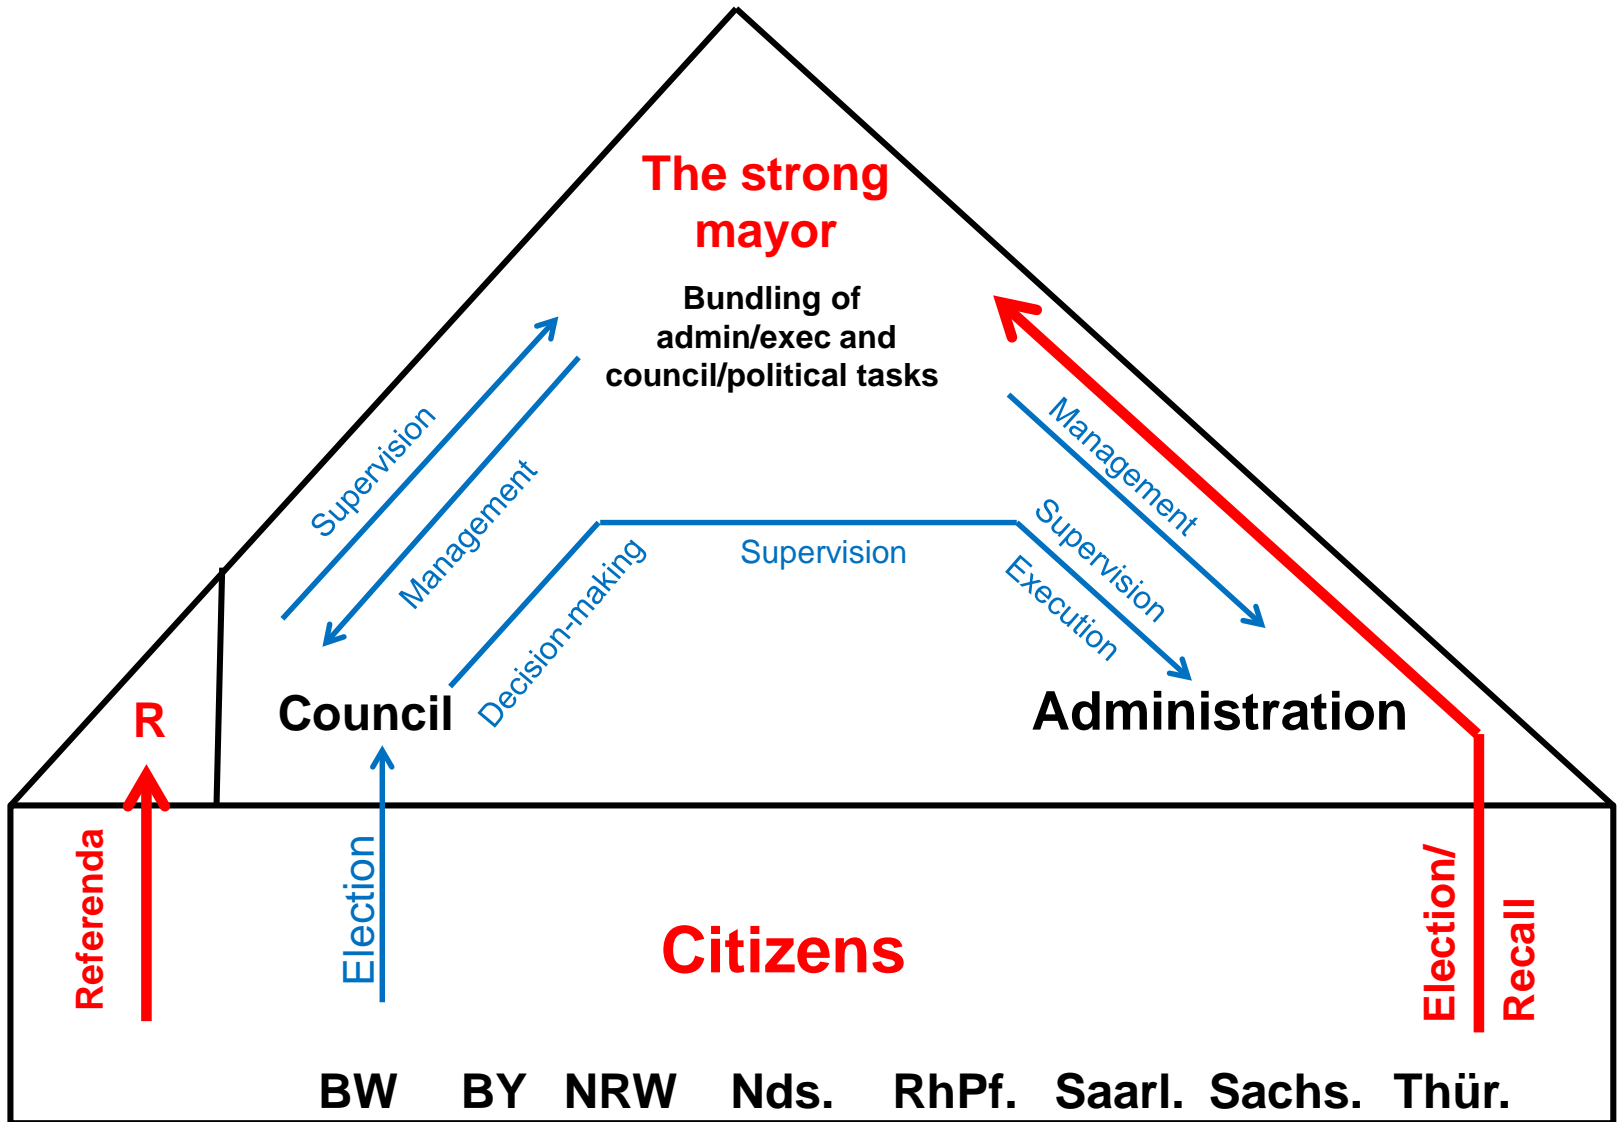 The strong
mayor
Bundling of
admin/exec and
council/political tasks
Supervision
Management
Decision-making
Supervision
Management
Supervision
Execution
R
Council
Administration
Referenda
Election
Citizens
Election/
Recall
BW BY NRW Nds. RhPf. Saarl. Sachs. Thür.